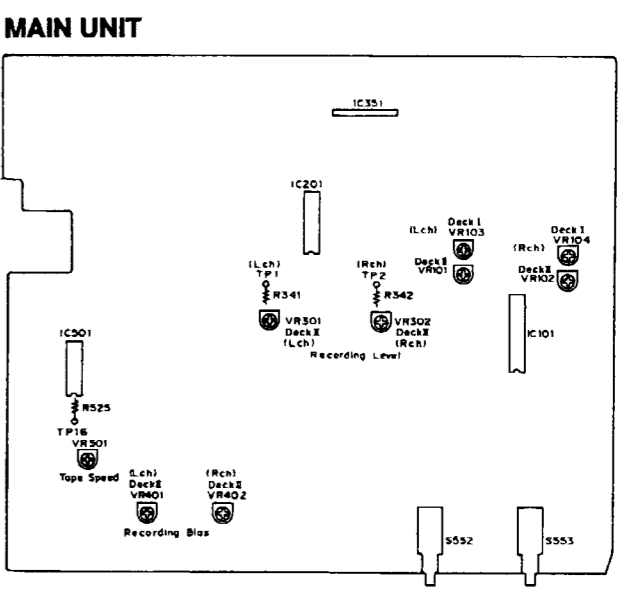 MAIN UNIT
IC351
IC201
(Lch)
Deck I
VR103
Deck II
VR101
(Rch)
Deck I
VR104
Deck II
VR102
(Lch)
TP1
R341
VR301
Deck II
(Lch)
(Rch)
TP2
R342
VR302
Deck II
(Rch)
Recording Level
IC101
IC501
R525
TP16
VR501
Tape Speed
(Lch)
Deck II
VR401
(Rch)
Deck II
VR402
Recording Bias
S552
S553